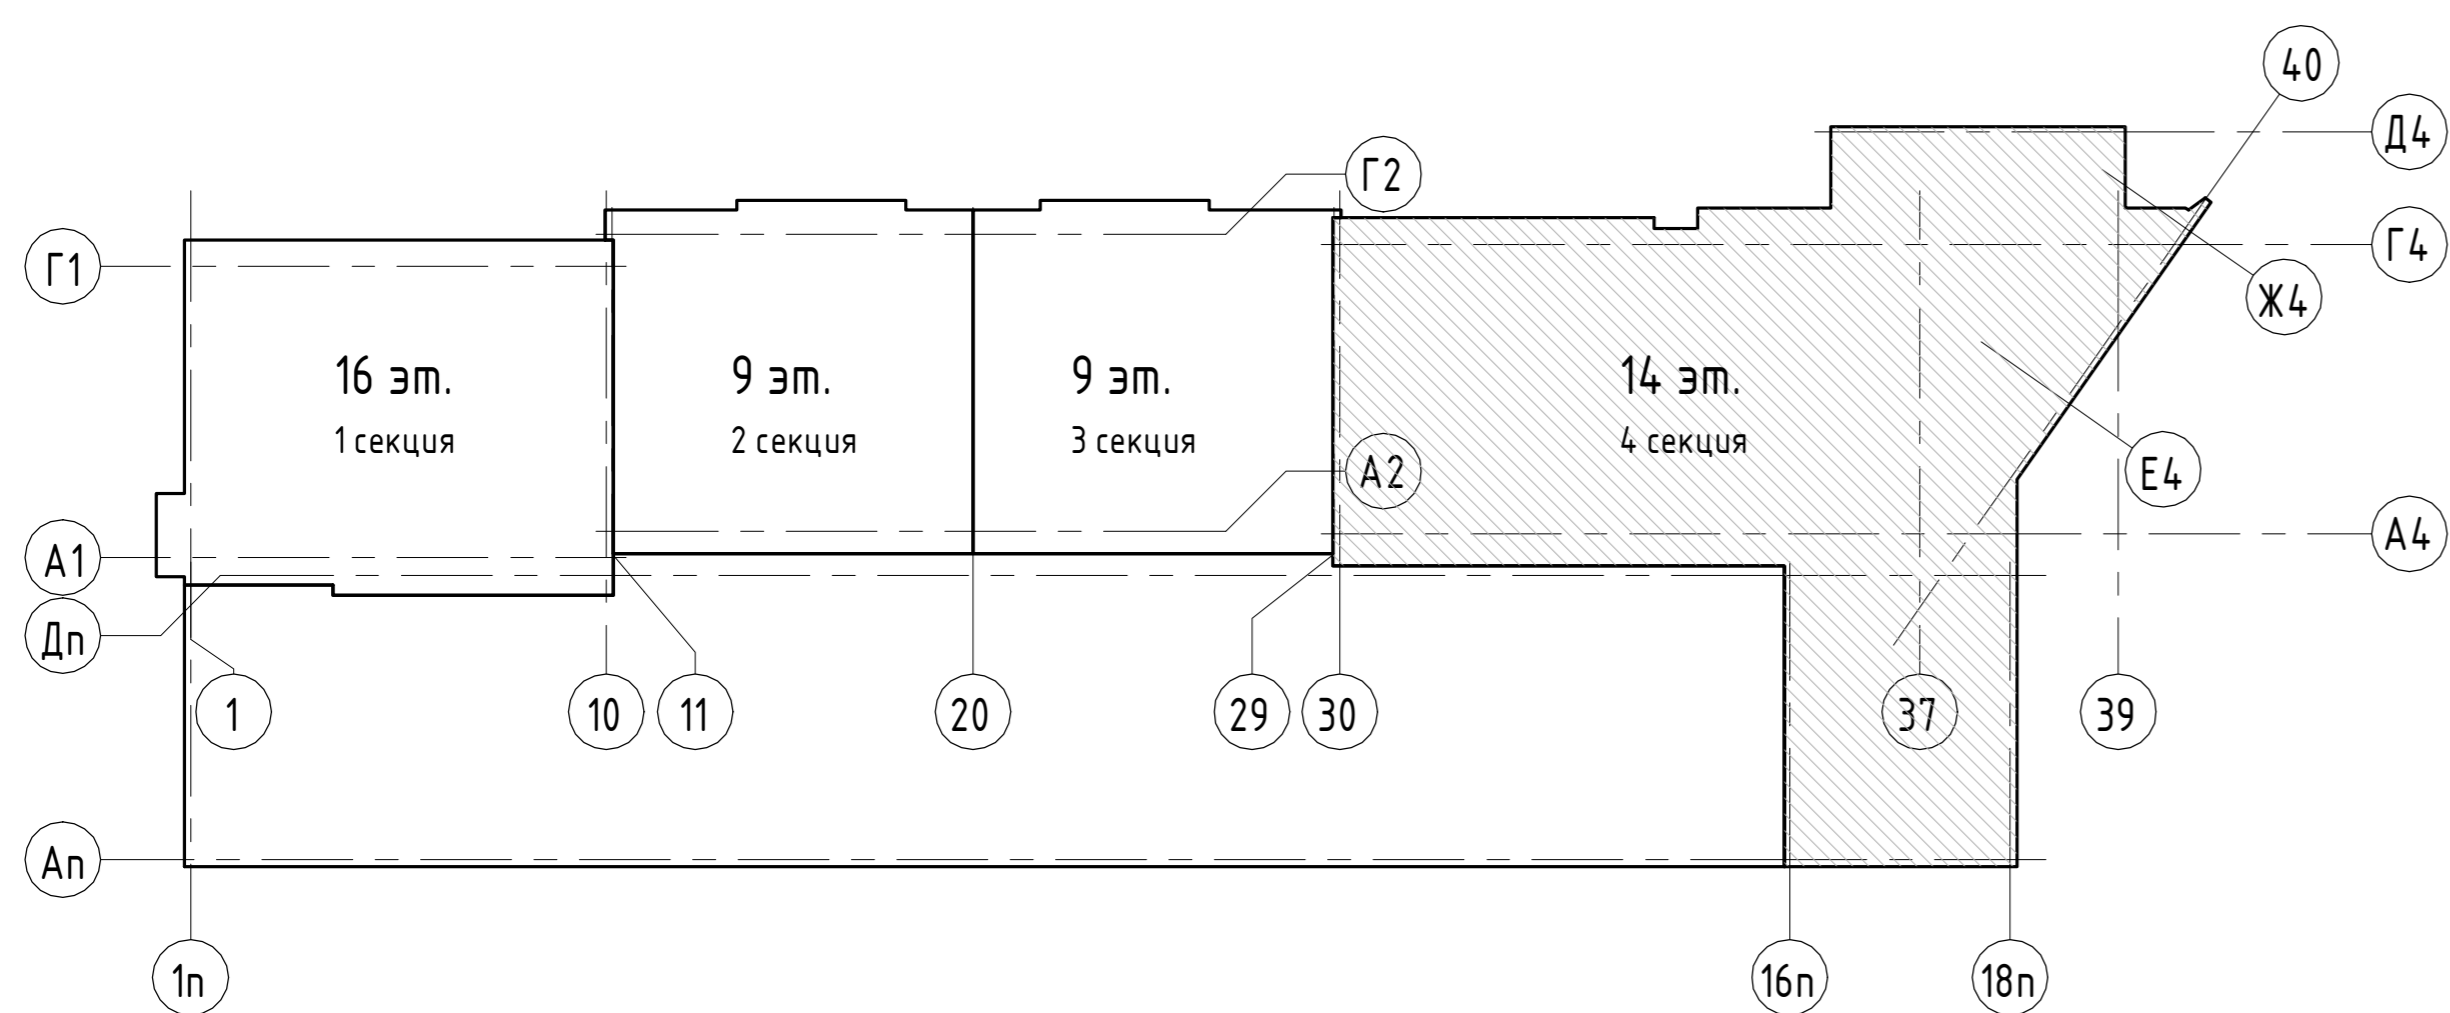 40
Д4
Г2
Г4
Г1
Ж4
16 эт.
9 эт.
9 эт.
14 эт.
1 секция
2 секция
3 секция
4 секция
А2
Е4
А1
А4
Дп
1
10
11
20
29
30
37
39
Ап
1п
16п
18п